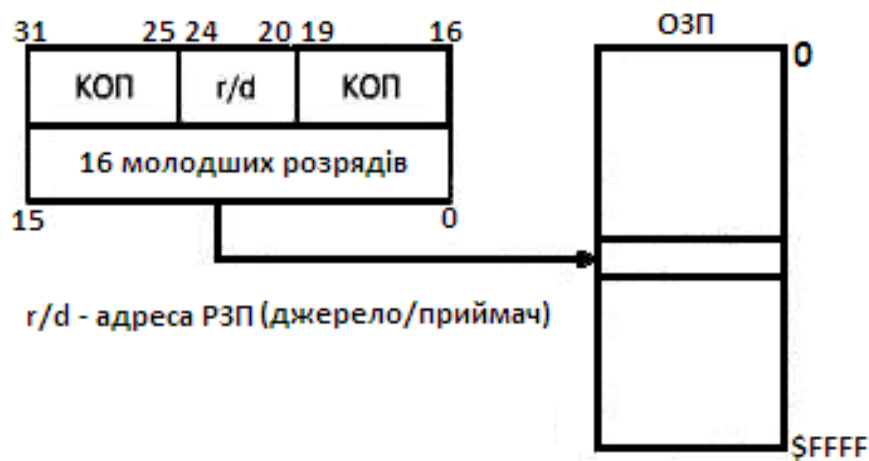 31 25 24 20 19 16
КОП r/d КОП
16 молодших розрядів
15 0
r/d - адреса РЗП (джерело/приймач)
ОЗП
0
$FFFF